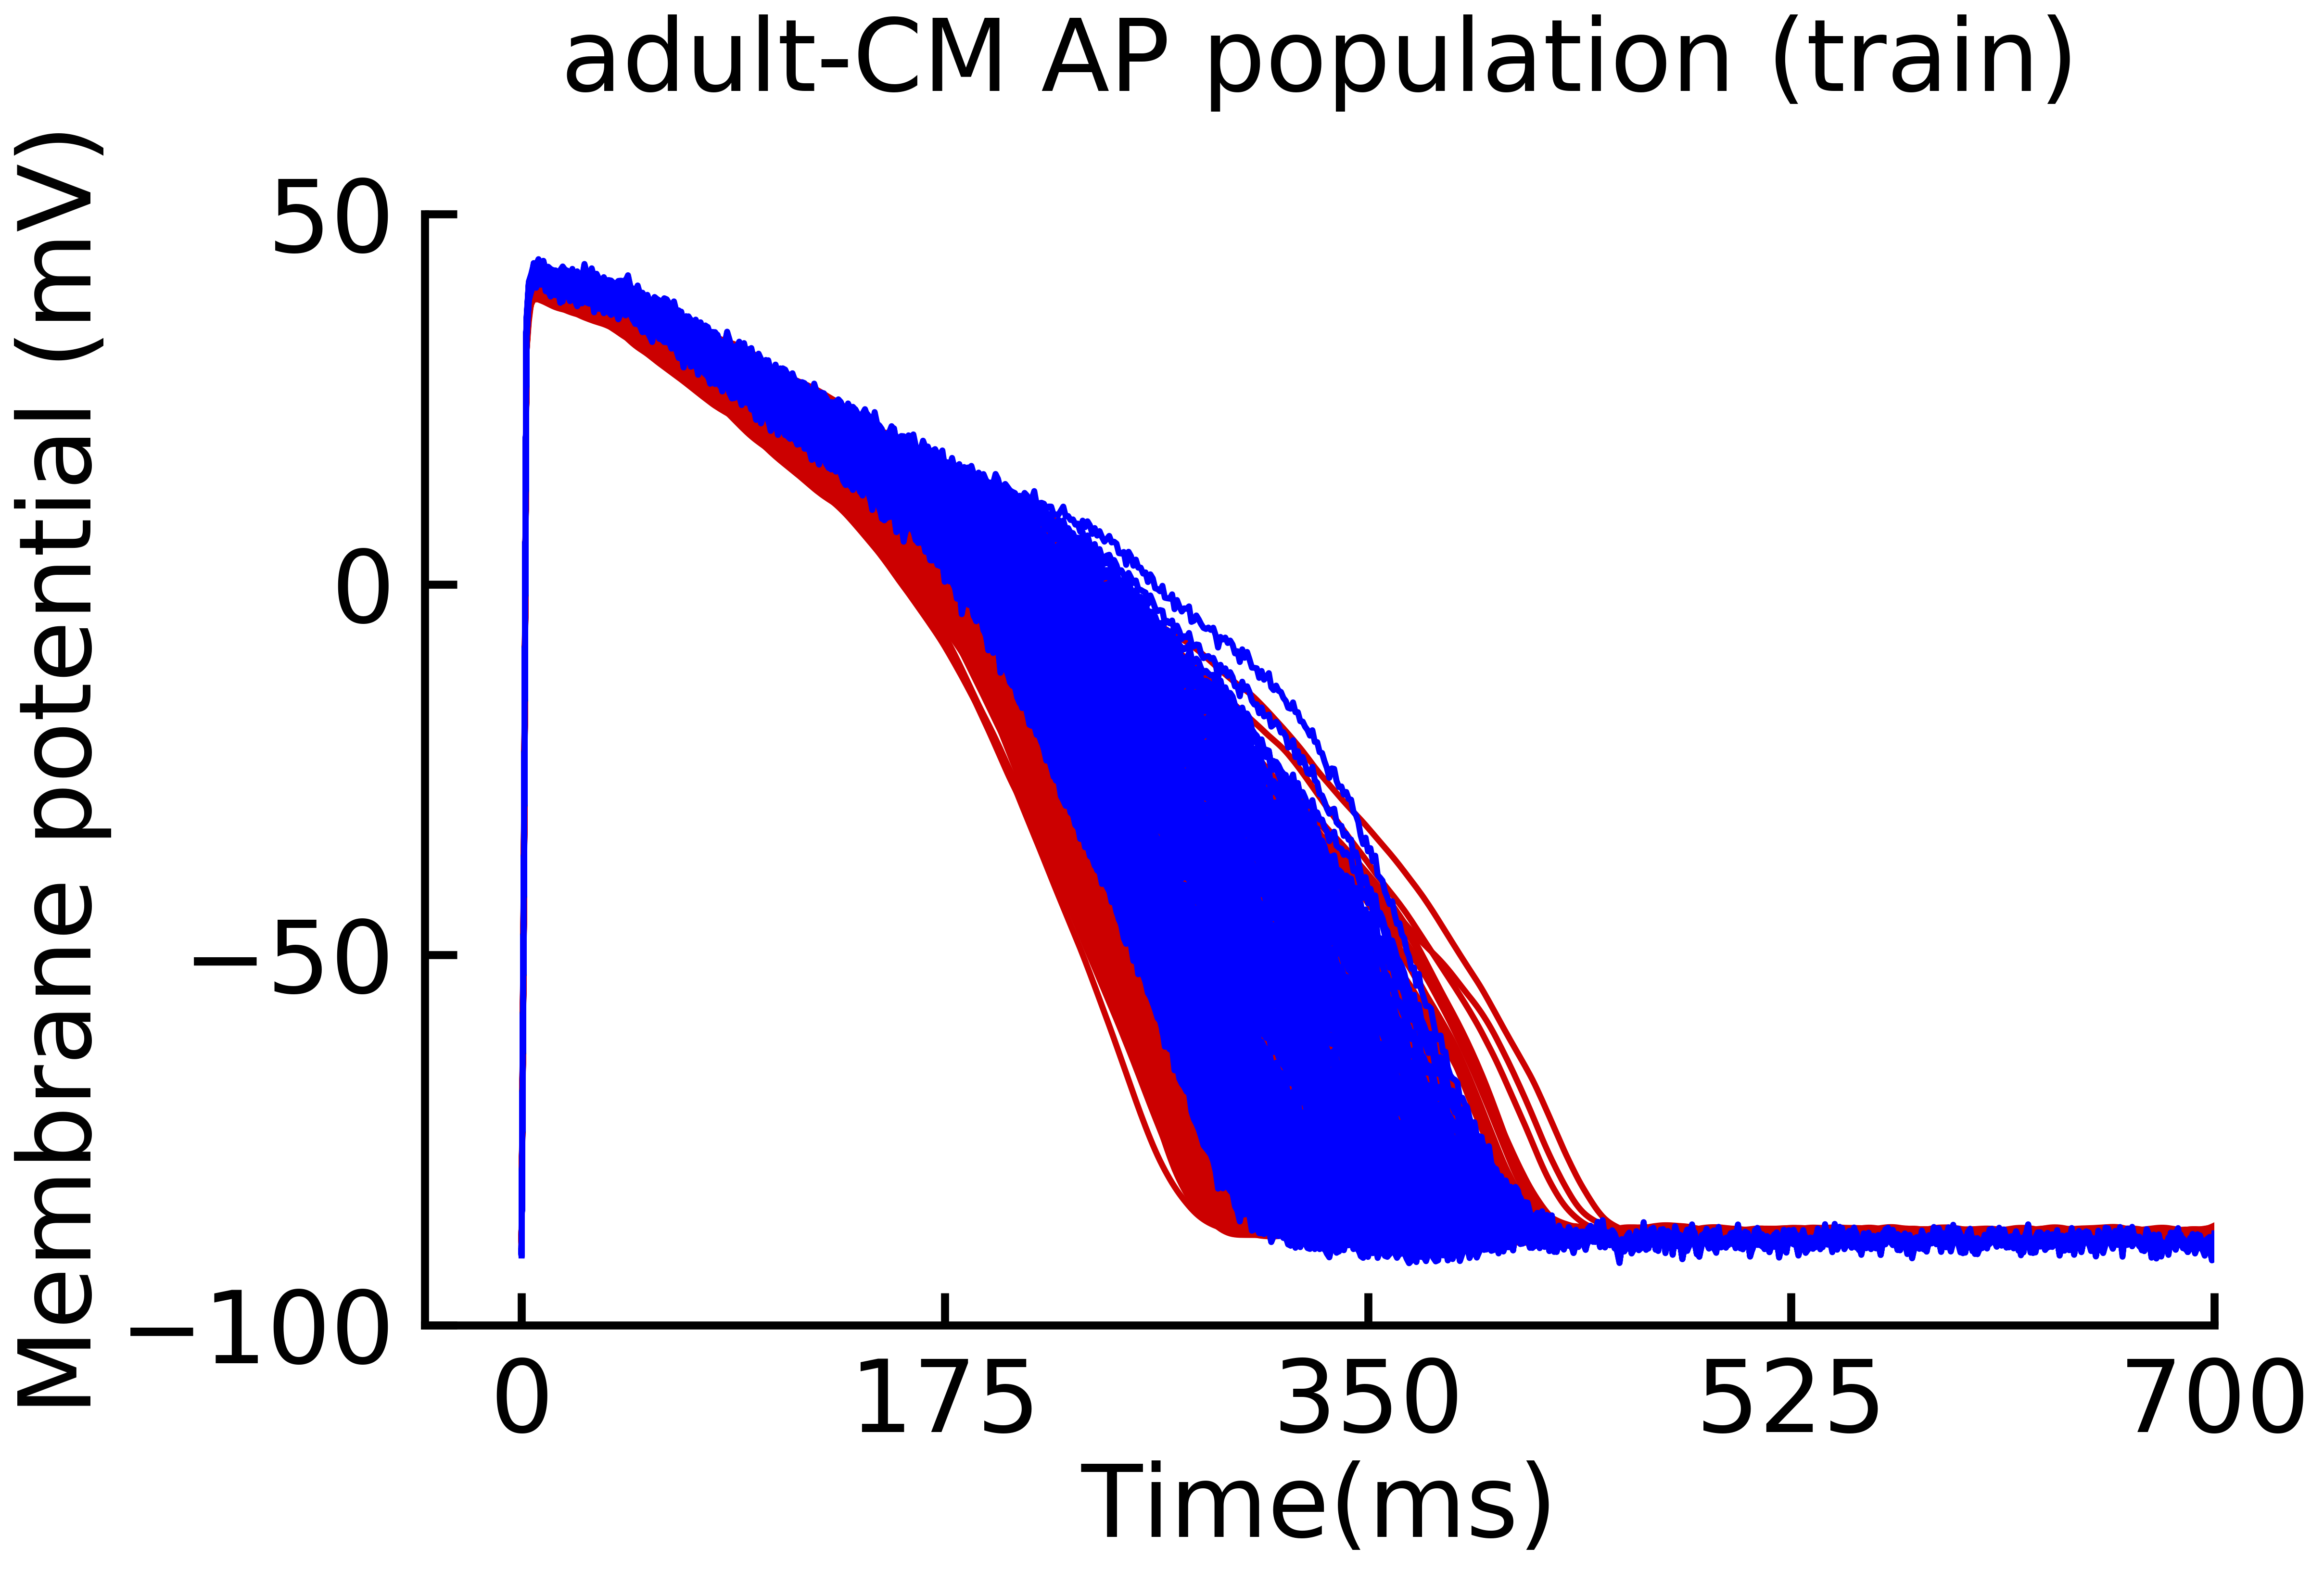 adult-CM AP population (train)
Membrane potential (mV)
50
0
−50
−100
0 175 350 525 700
Time(ms)